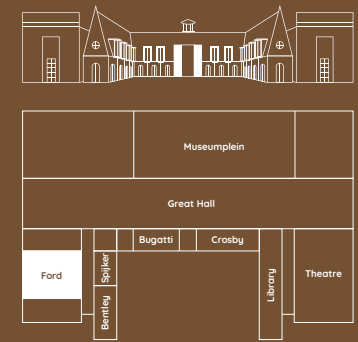 Museumplein
Great Hall
Bugatti
Crosby
Ford
Spijker
Bentley
Library
Theatre